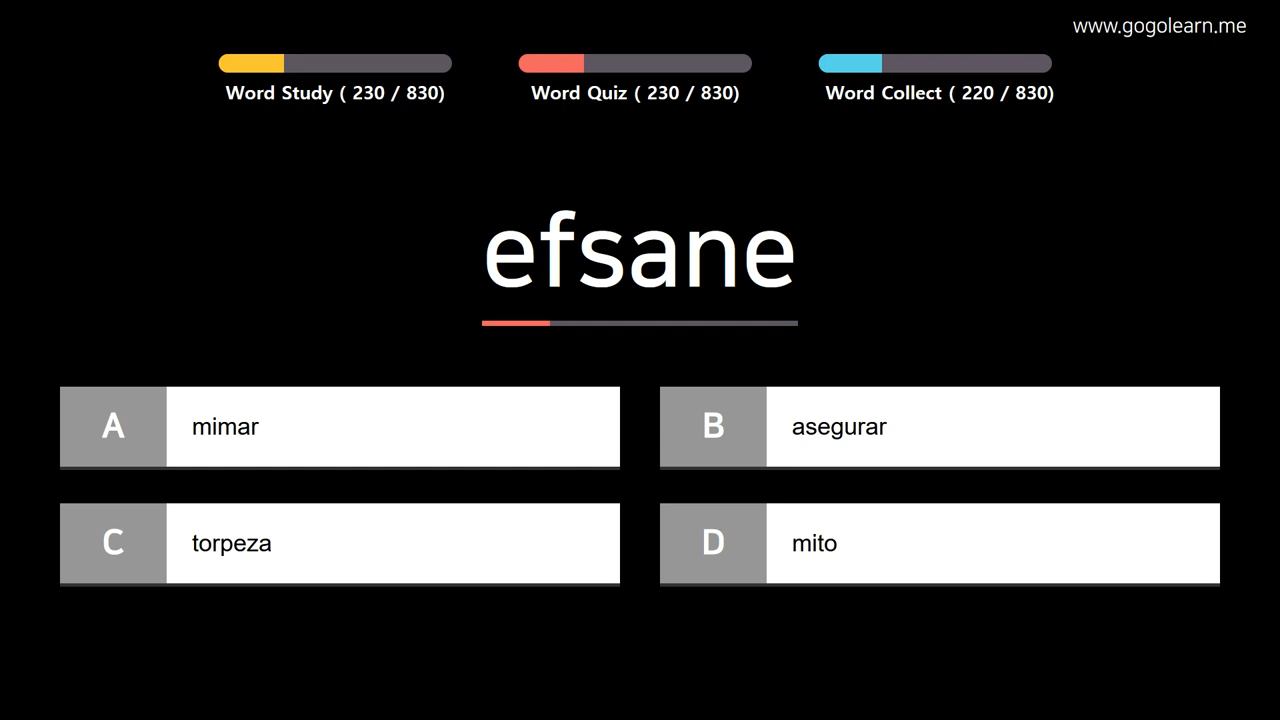 www.gogolearn.me
Word Study ( 230 / 830)
Word Quiz ( 230 / 830)
Word Collect ( 220 / 830)
efsane
A mimar
B asegurar
C torpeza
D mito